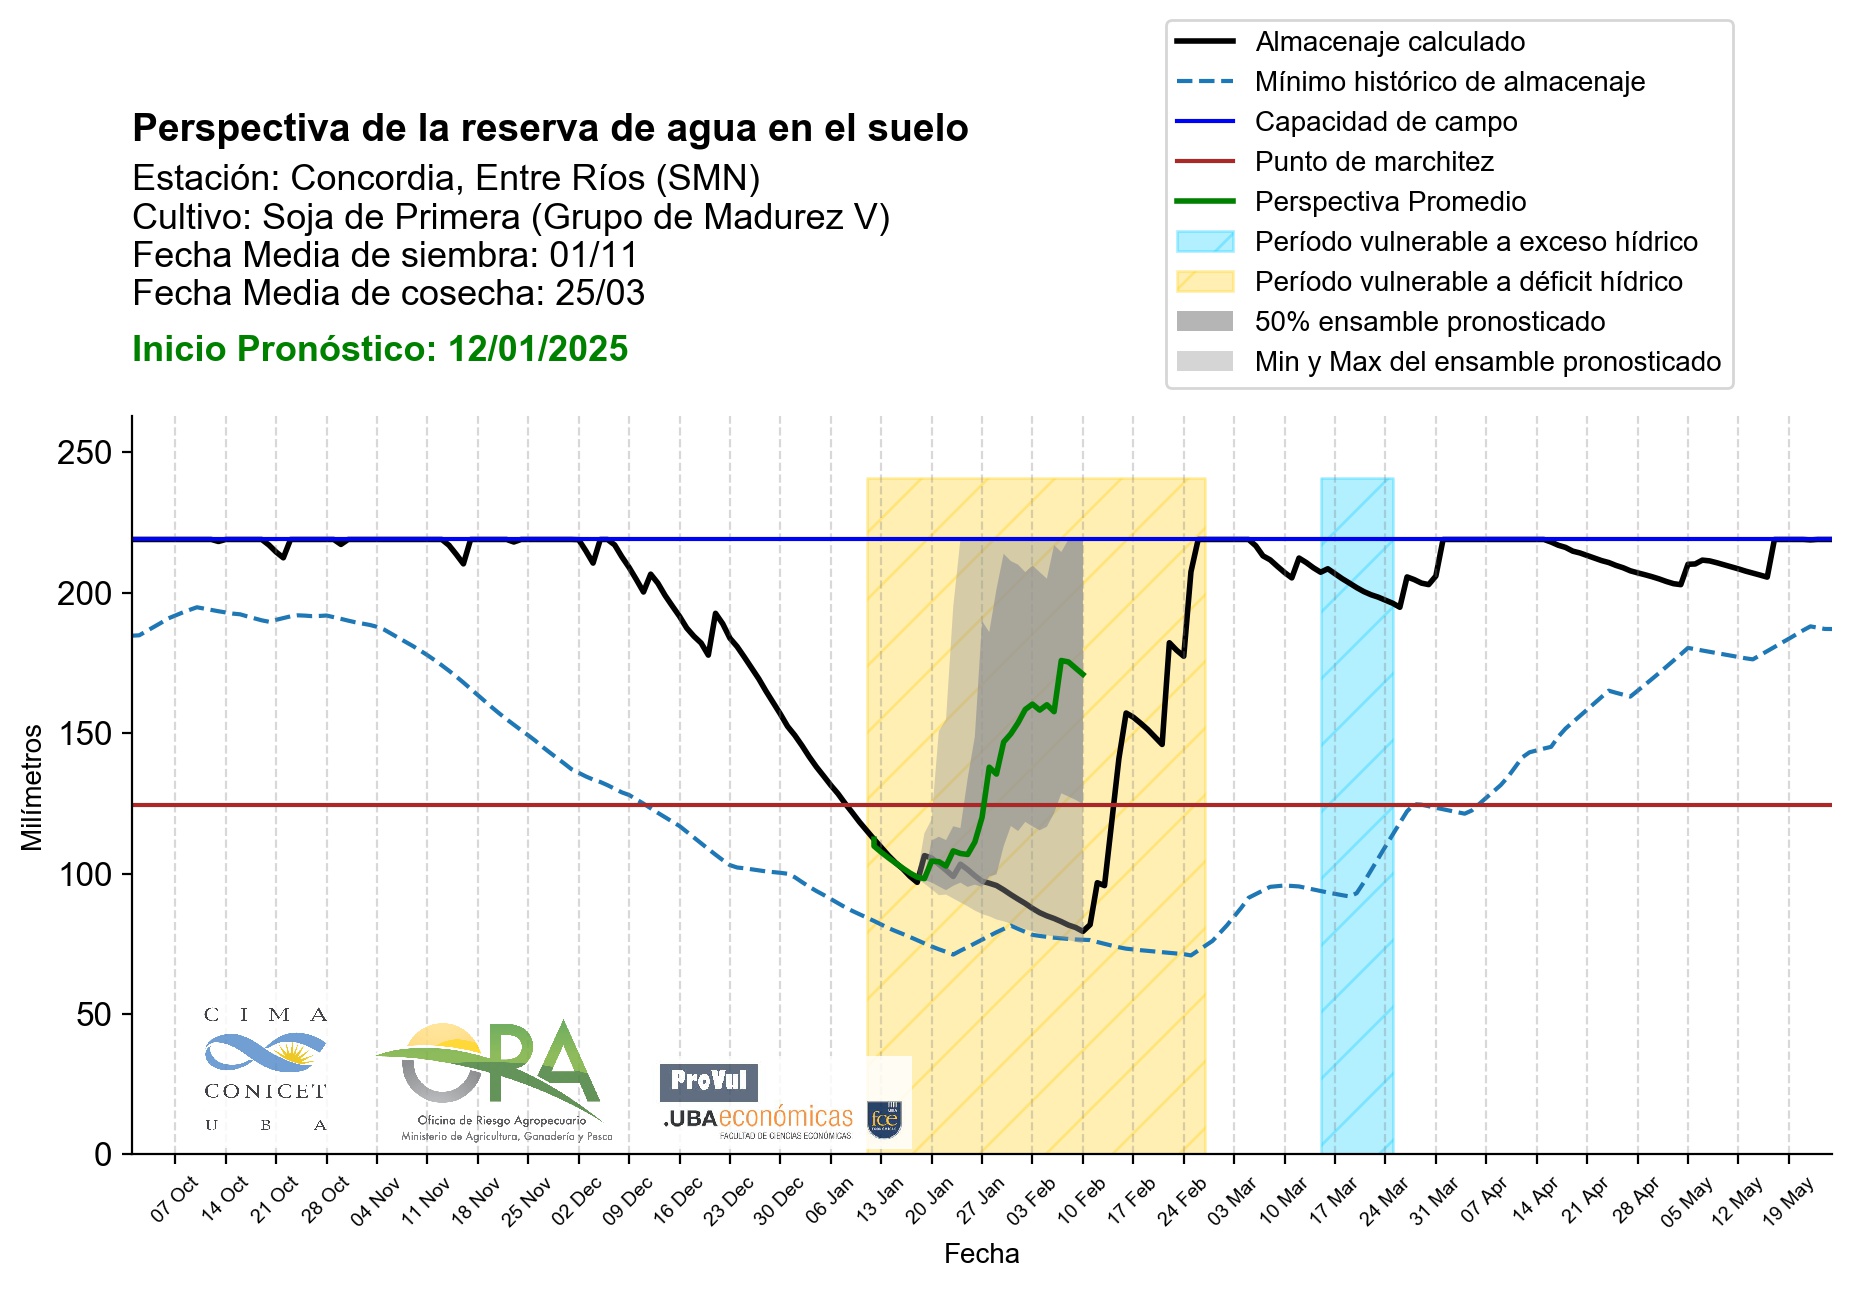 Almacenaje calculado
Mínimo histórico de almacenaje
Capacidad de campo
Punto de marchitez
Perspectiva Promedio
Período vulnerable a exceso hídrico
Período vulnerable a déficit hídrico
50% ensamble pronosticado
Min y Max del ensamble pronosticado
Perspectiva de la reserva de agua en el suelo
Estación: Concordia, Entre Ríos (SMN)
Cultivo: Soja de Primera (Grupo de Madurez V)
Fecha Media de siembra: 01/11
Fecha Media de cosecha: 25/03
Inicio Pronóstico: 12/01/2025
Milímetros
250
200
150
100
50
0
C I M A
CONICET
U B A
OPA
Oficina de Riesgo Agropecuario
Ministerio de Agricultura, Ganadería y Pesca
ProVul
.UBAeconómicas
FACULTAD DE CIENCIAS ECONÓMICAS
UBA
fce
07 Oct 14 Oct 21 Oct 28 Oct 04 Nov 11 Nov 18 Nov 25 Nov 02 Dec 09 Dec 16 Dec 23 Dec 30 Dec 06 Jan 13 Jan 20 Jan 27 Jan 03 Feb 10 Feb 17 Feb 24 Feb 03 Mar 10 Mar 17 Mar 24 Mar 31 Mar 07 Apr 14 Apr 21 Apr 28 Apr 05 May 12 May 19 May
Fecha